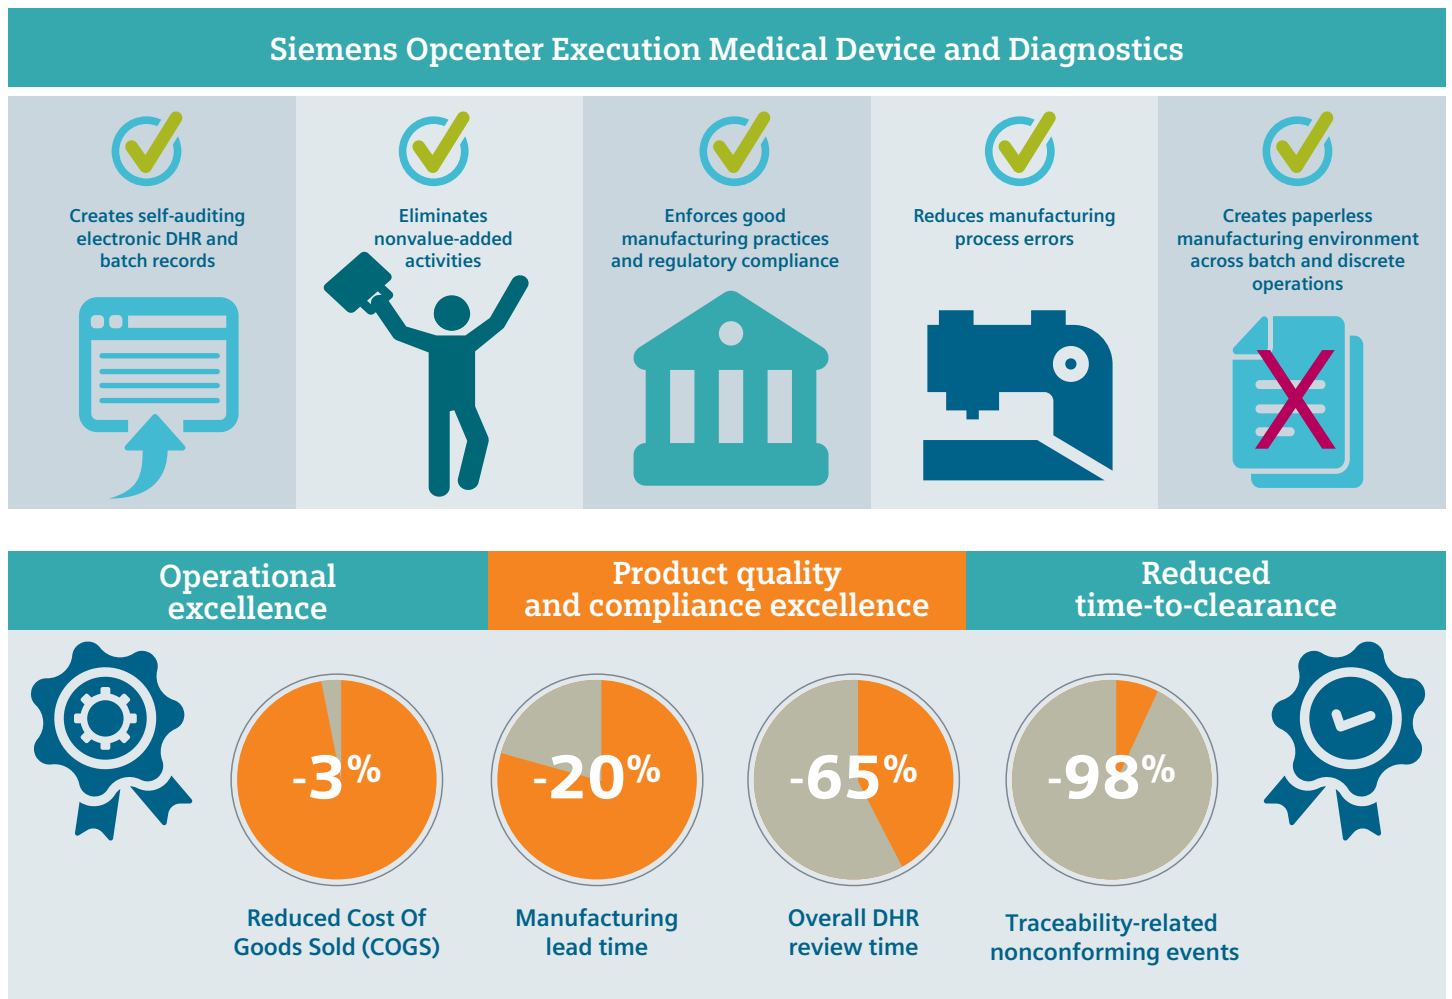 Siemens Opcenter Execution Medical Device and Diagnostics
Creates self-auditing
electronic DHR and
batch records
Eliminates
nonvalue-added
activities
Enforces good
manufacturing practices
and regulatory compliance
Reduces manufacturing
process errors
Creates paperless
manufacturing environment
across batch and discrete
operations
Operational
excellence
Product quality
and compliance excellence
Reduced
time-to-clearance
-3%
Reduced Cost Of
Goods Sold (COGS)
-20%
Manufacturing
lead time
-65%
Overall DHR
review time
-98%
Traceability-related
nonconforming events